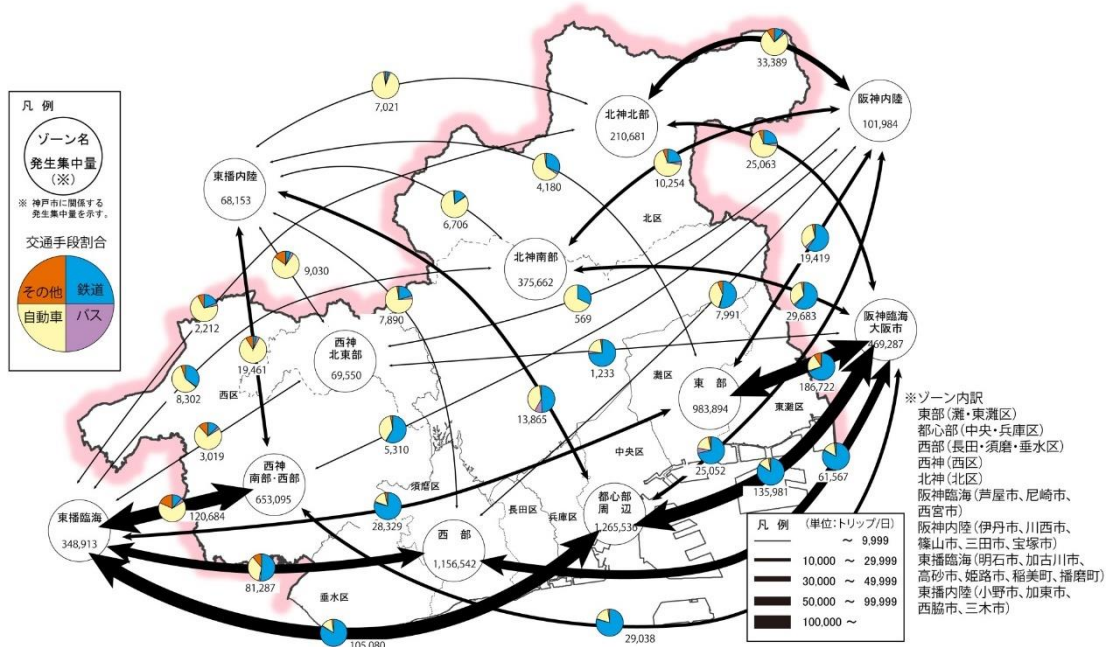 凡 例
ゾーン名
発生集中量
(※)
※ 神戸市に関係する
発生集中量を示す。
交通手段割合
その他
鉄道
自動車
バス
33,389
7,021
阪神内陸
101,984
北神北部
210,681
25,063
東播内陸
68,153
4,180
10,254
北区
6,706
19,419
北神南部
375,662
9,030
2,212
7,890
569
7,991
29,683
阪神臨海
大阪市
469,287
西神
北東部
69,550
19,461
8,302
西区
1,233
灘区
東 部
983,894
186,722
東灘区
13,865
3,019
5,310
中央区
西神
南部・西部
653,095
須磨区
25,052
135,981
61,567
東播臨海
348,913
120,684
28,329
長田区
兵庫区
都心部
周辺
1,265,530
西 部
1,156,542
81,287
垂水区
105,080
29,038
※ゾーン内訳
東部(灘・東灘区)
都心部(中央・兵庫区)
西部(長田・須磨・垂水区)
西神(西区)
北神(北区)
阪神臨海(芦屋市、尼崎市、
西宮市)
阪神内陸(伊丹市、川西市、
篠山市、三田市、宝塚市)
東播臨海(明石市、加古川市、
高砂市、姫路市、稲美町、播磨町)
東播内陸(小野市、加東市、
西脇市、三木市)
凡 例 (単位:トリップ/日)
~ 9,999
10,000 ~ 29,999
30,000 ~ 49,999
50,000 ~ 99,999
100,000 ~